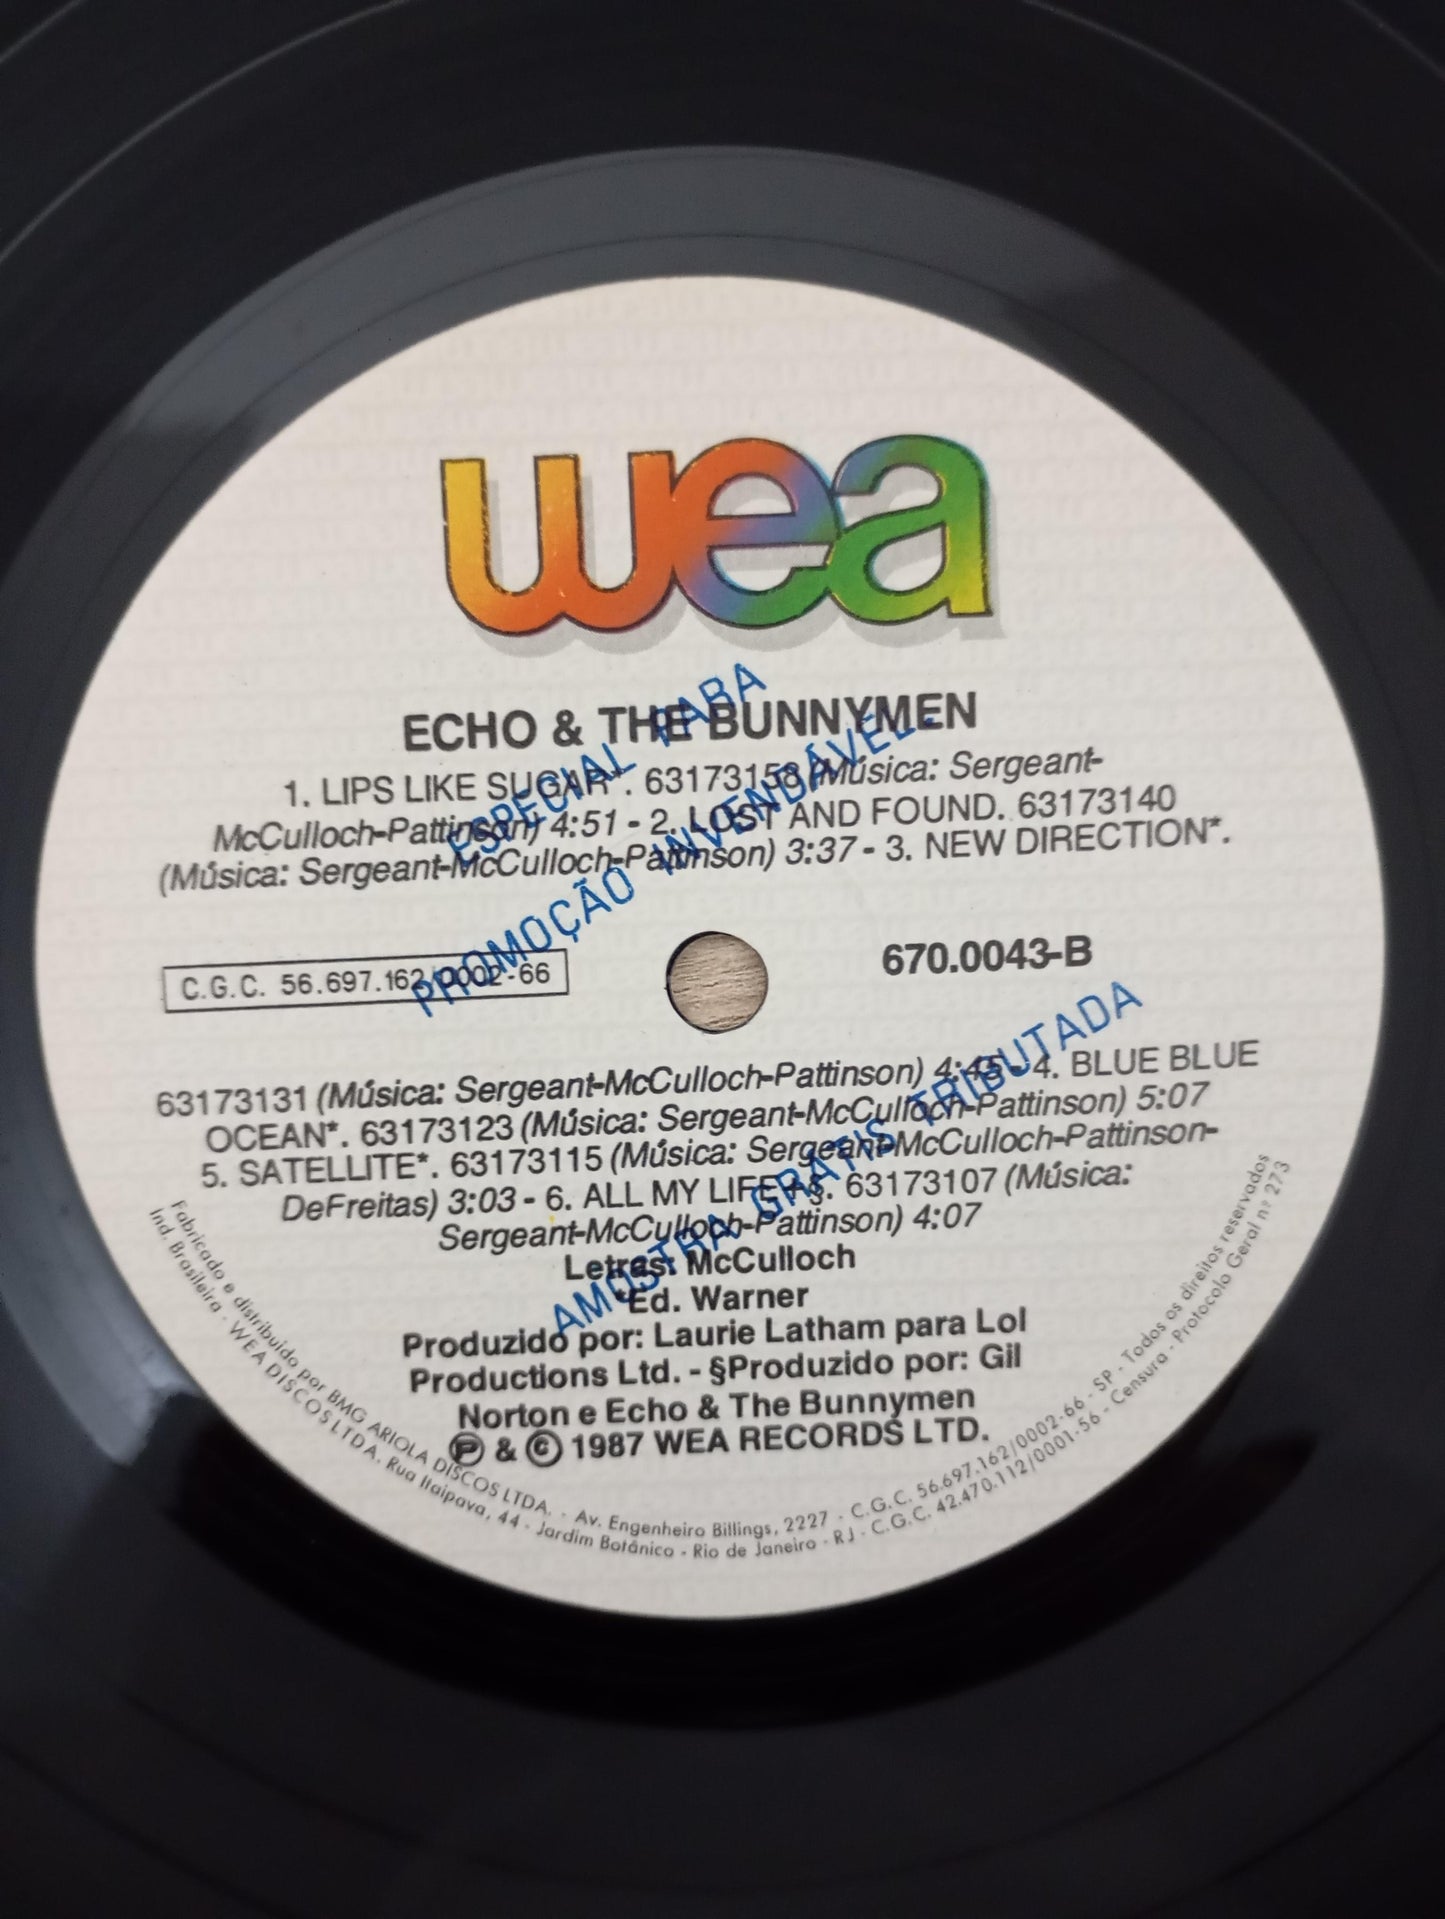 wea
ECHO & THE BUNNYMEN
1. LIPS LIKE SUGAR*. 63173158 (Música: Sergeant-
McCulloch-Pattinson) 4:51 - 2. LOST AND FOUND. 63173140
(Música: Sergeant-McCulloch-Pattinson) 3:37 - 3. NEW DIRECTION*.
C.G.C. 56.697.162/0002-66
670.0043-B
63173131 (Música: Sergeant-McCulloch-Pattinson) 4:45 - 4. BLUE BLUE
OCEAN*. 63173123 (Música: Sergeant-McCulloch-Pattinson) 5:07
5. SATELLITE*. 63173115 (Música: Sergeant-McCulloch-Pattinson-
DeFreitas) 3:03 - 6. ALL MY LIFE*§. 63173107 (Música:
Sergeant-McCulloch-Pattinson) 4:07
Letras: McCulloch
*Ed. Warner
Produzido por: Laurie Latham para Lol
Productions Ltd. - §Produzido por: Gil
Norton e Echo & The Bunnymen
Ⓟ & © 1987 WEA RECORDS LTD.
ESPECIAL PARA
PROMOÇÃO INVENDÁVEL.
AMOSTRA GRÁTIS TRIBUTADA
Fabricado e distribuído por BMG ARIOLA DISCOS LTDA. - Av. Engenheiro Billings, 2227 - C.G.C. 56.697.162/0002-66 - SP - Todos os direitos reservados
Ind. Brasileira - WEA DISCOS LTDA. Rua Itaipava, 44 - Jardim Botânico - Rio de Janeiro - RJ - C.G.C. 42.470.112/0001-56 - Censura - Protocolo Geral nº 273